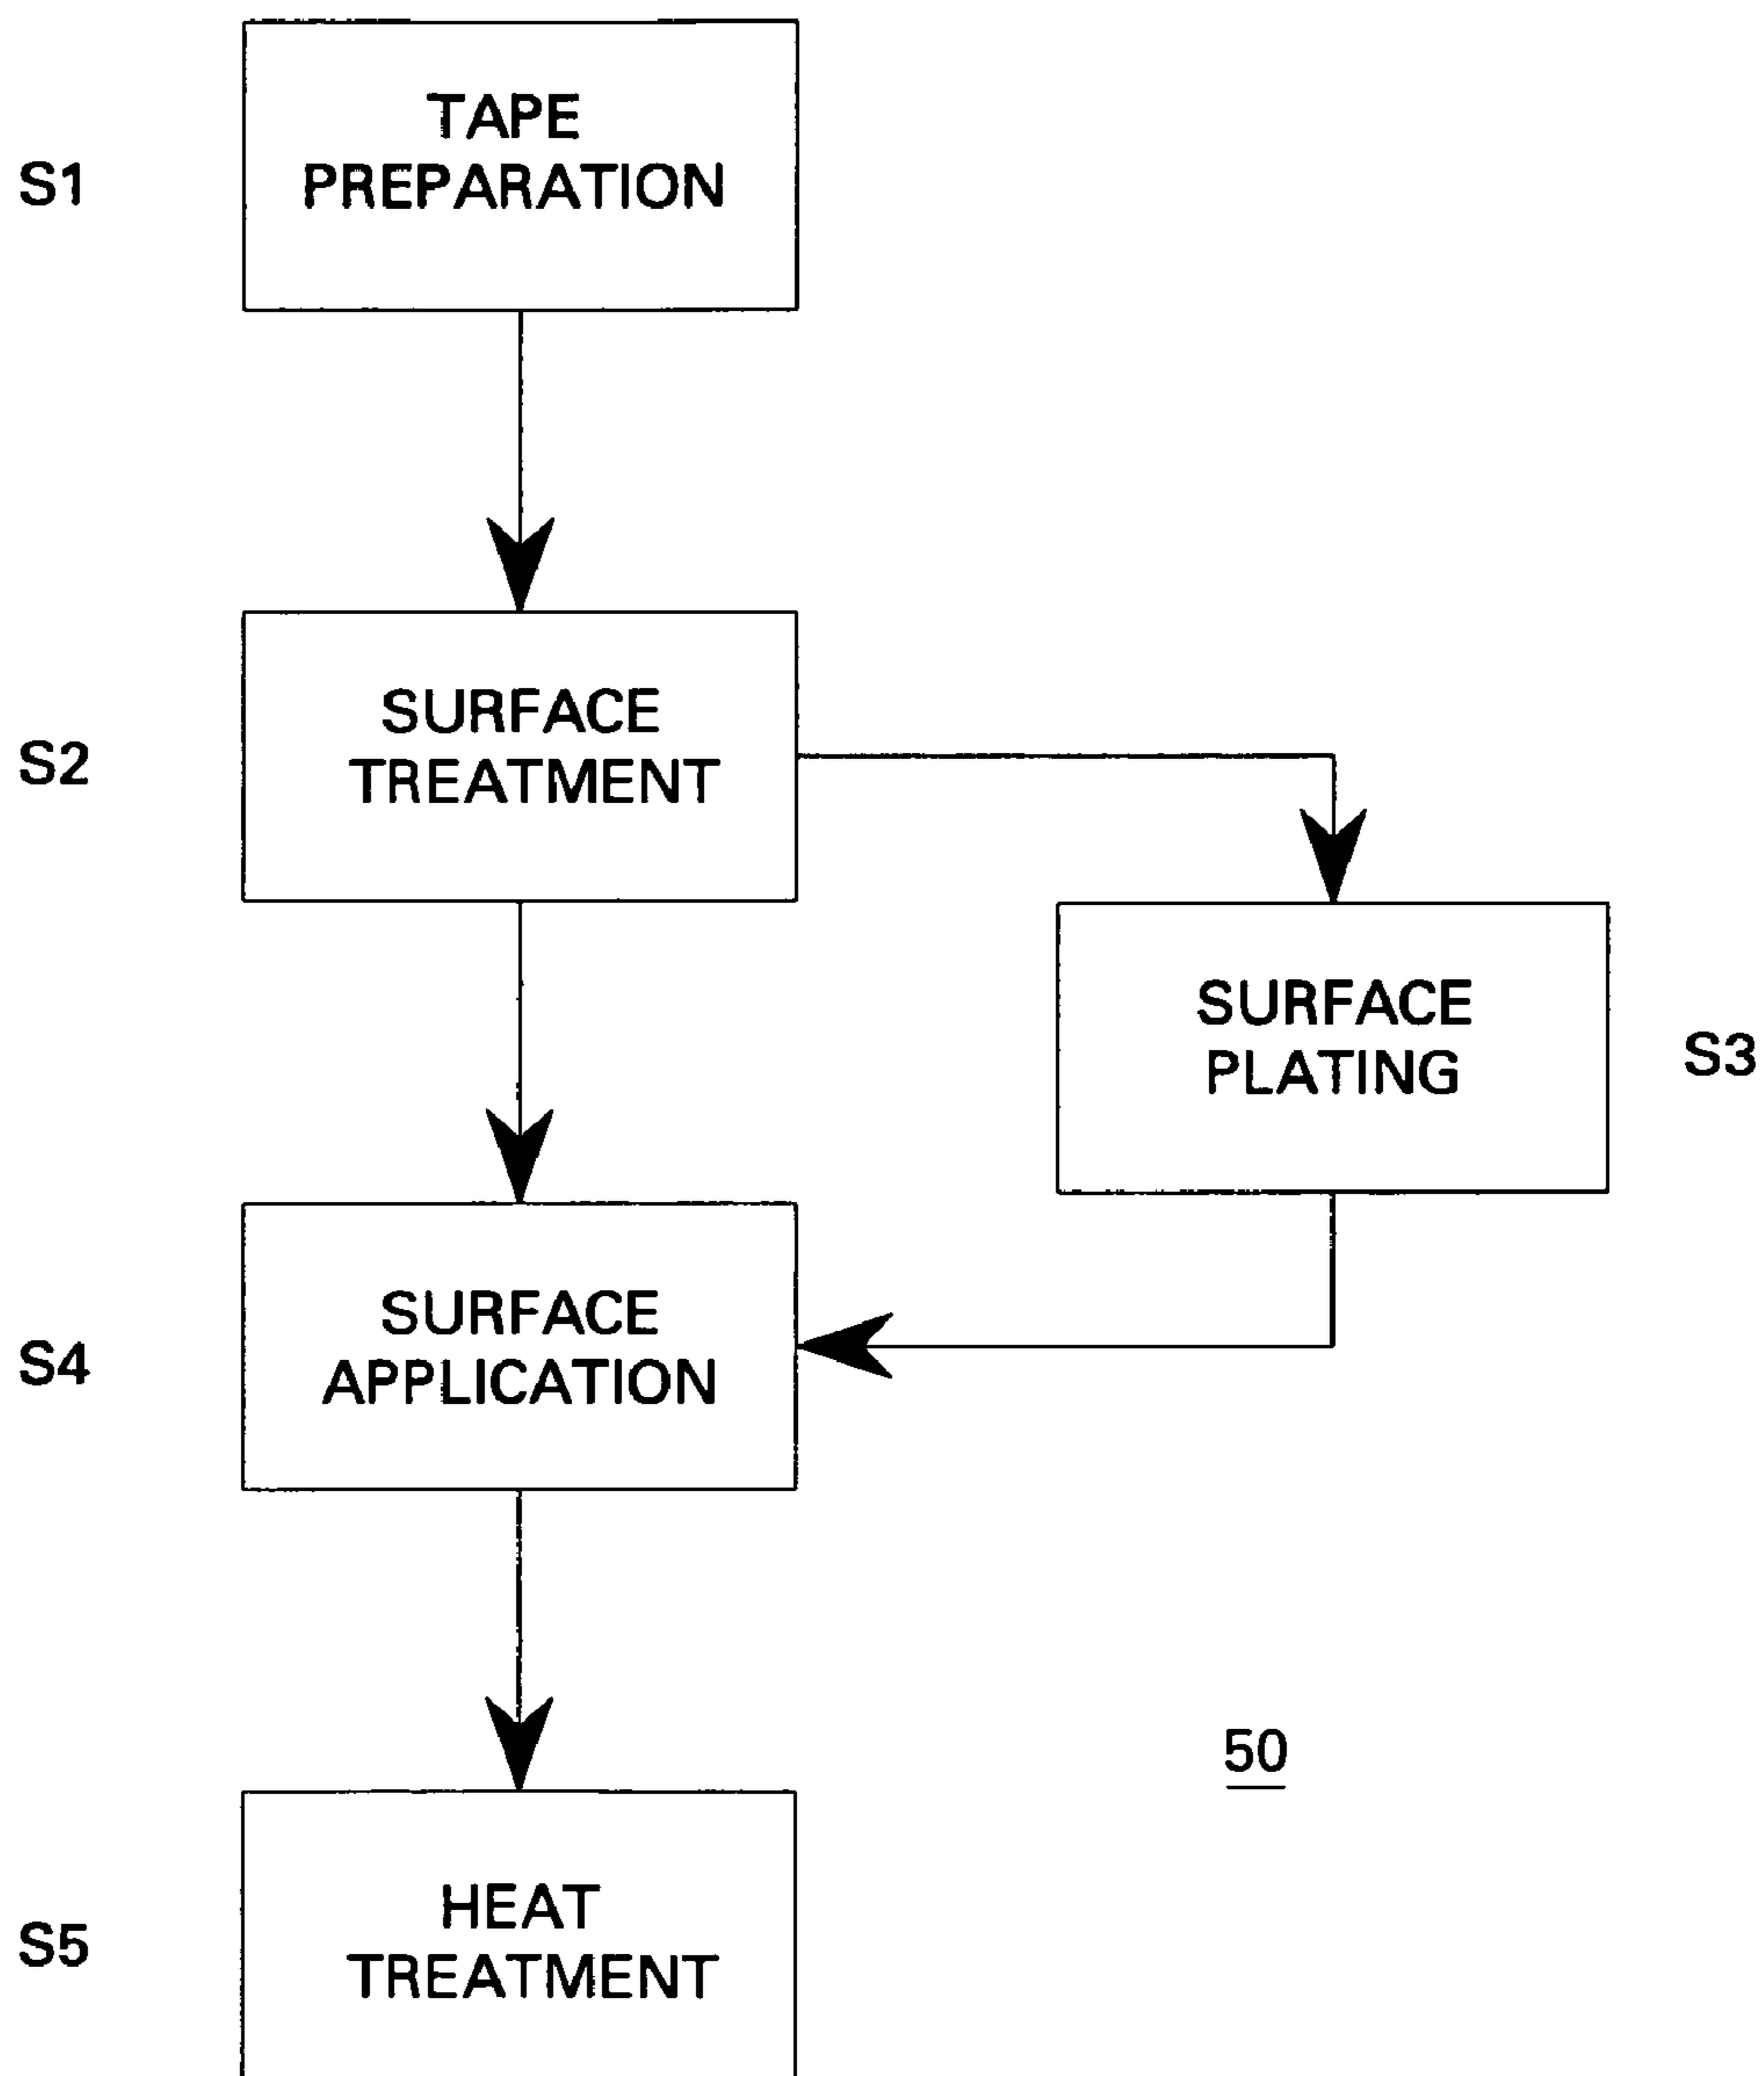 TAPE
PREPARATION
S1
SURFACE
TREATMENT
S2
SURFACE
PLATING
S3
SURFACE
APPLICATION
S4
50
HEAT
TREATMENT
S5